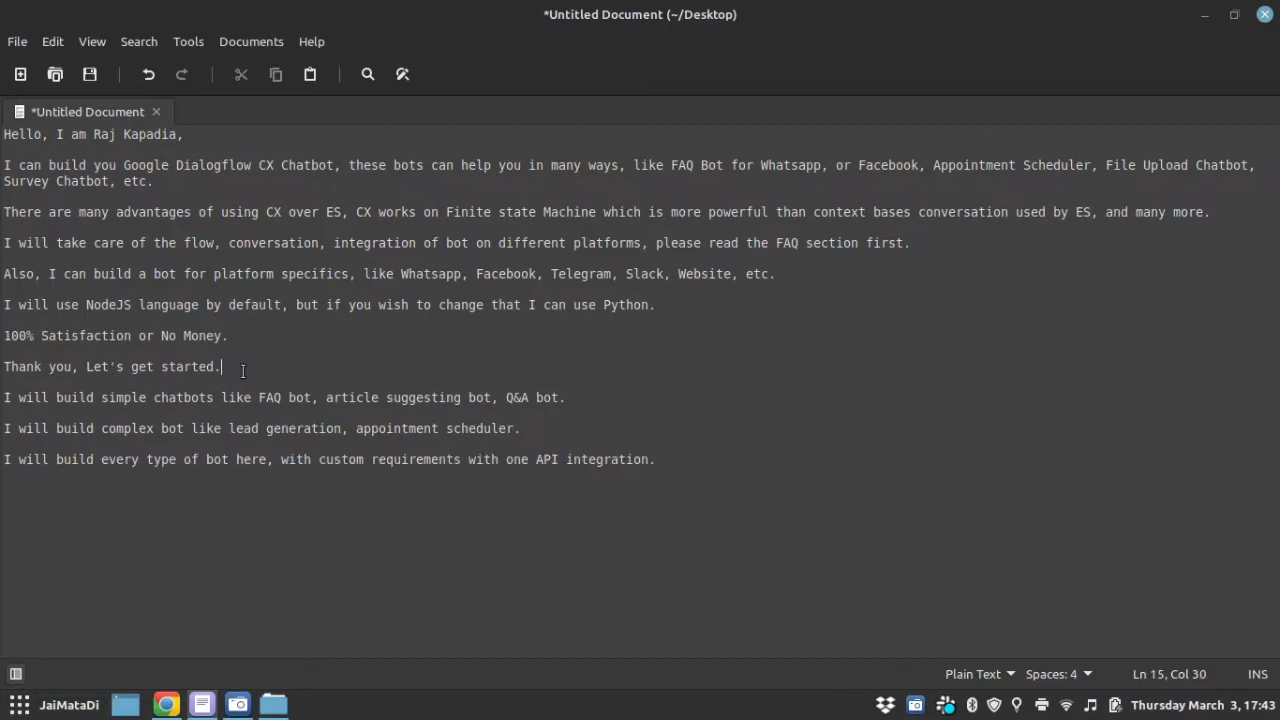 *Untitled Document (~/Desktop)
File Edit View Search Tools Documents Help
*Untitled Document
Hello, I am Raj Kapadia,
I can build you Google Dialogflow CX Chatbot, these bots can help you in many ways, like FAQ Bot for Whatsapp, or Facebook, Appointment Scheduler, File Upload Chatbot,
Survey Chatbot, etc.
There are many advantages of using CX over ES, CX works on Finite state Machine which is more powerful than context bases conversation used by ES, and many more.
I will take care of the flow, conversation, integration of bot on different platforms, please read the FAQ section first.
Also, I can build a bot for platform specifics, like Whatsapp, Facebook, Telegram, Slack, Website, etc.
I will use NodeJS language by default, but if you wish to change that I can use Python.
100% Satisfaction or No Money.
Thank you, Let's get started.
I will build simple chatbots like FAQ bot, article suggesting bot, Q&A bot.
I will build complex bot like lead generation, appointment scheduler.
I will build every type of bot here, with custom requirements with one API integration.
Plain Text Spaces: 4 Ln 15, Col 30 INS
JaiMataDi Thursday March 3, 17:43